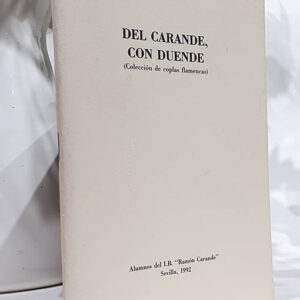 DEL CARANDE,
CON DUENDE
(Colección de coplas flamencas)
Alumnos del I.B. "Ramón Carande"
Sevilla, 1992